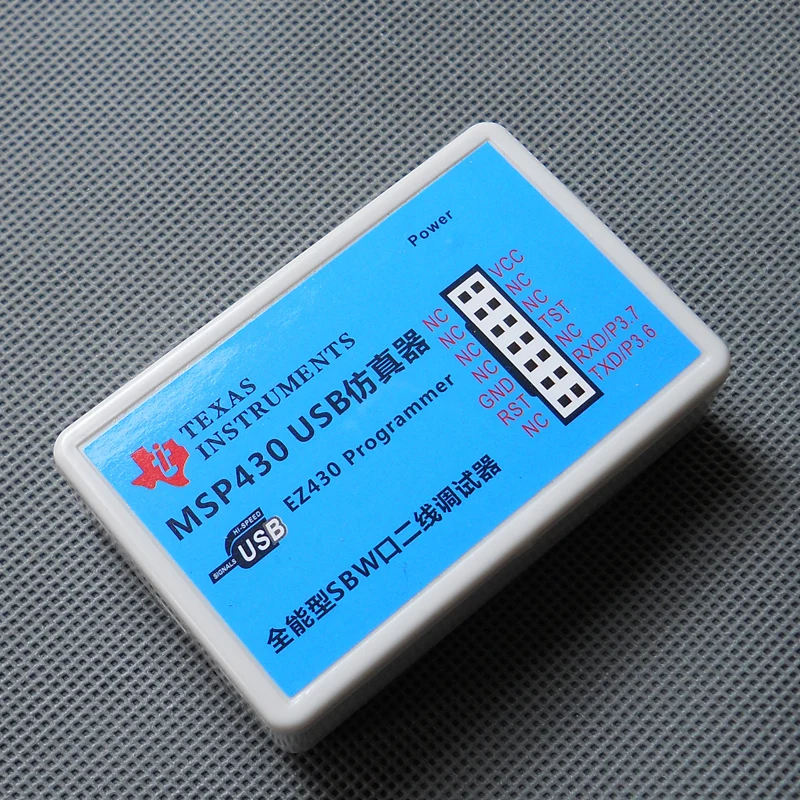 Power
TEXAS
INSTRUMENTS
MSP430 USB仿真器
EZ430 Programmer
HI-SPEED
USB
SIGNALS
全能型SBW口二线调试器
VCC
NC
NC
TST
NC
RXD/P3.7
TXD/P3.6
NC
NC
NC
NC
GND
RST
NC